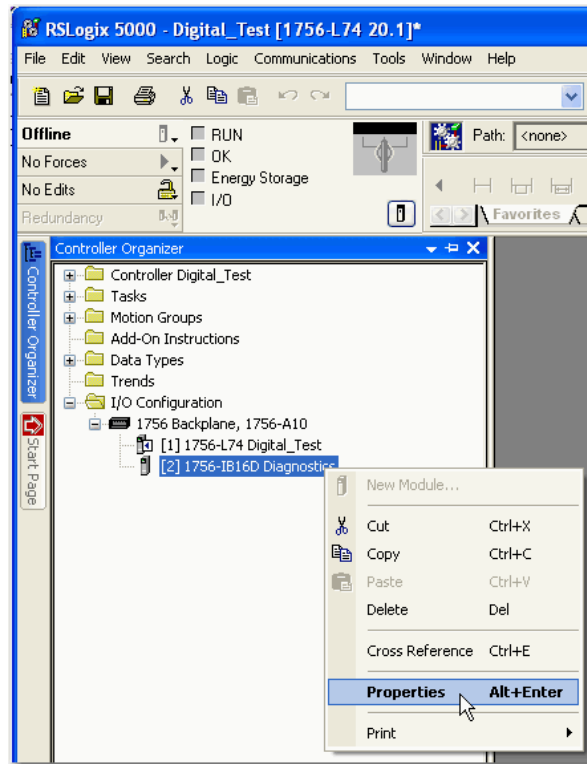 RSLogix 5000 - Digital_Test [1756-L74 20.1]*
File Edit View Search Logic Communications Tools Window Help
Offline
RUN
Path: <none>
No Forces
OK
Energy Storage
No Edits
I/O
Redundancy
Favorites
Controller Organizer
Controller Organizer
Start Page
Controller Digital_Test
Tasks
Motion Groups
Add-On Instructions
Data Types
Trends
I/O Configuration
1756 Backplane, 1756-A10
[1] 1756-L74 Digital_Test
[2] 1756-IB16D Diagnostics
New Module...
Cut Ctrl+X
Copy Ctrl+C
Paste Ctrl+V
Delete Del
Cross Reference Ctrl+E
Properties Alt+Enter
Print